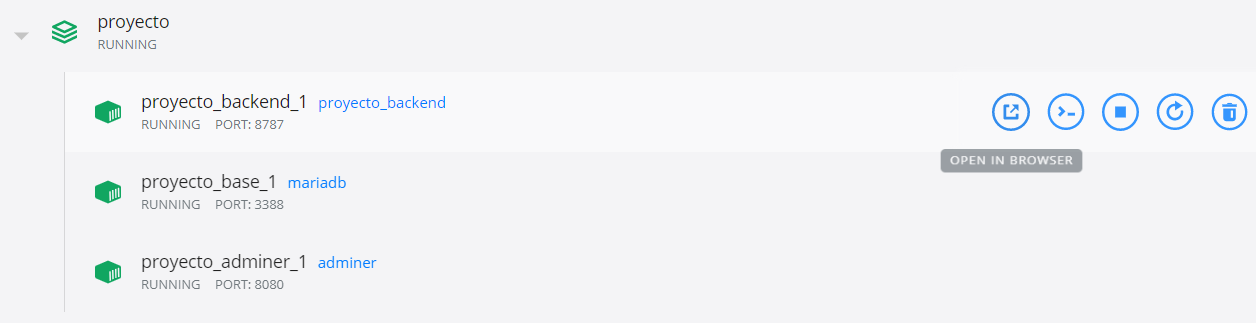 proyecto
RUNNING
proyecto_backend_1 proyecto_backend
RUNNING PORT: 8787
OPEN IN BROWSER
proyecto_base_1 mariadb
RUNNING PORT: 3388
proyecto_adminer_1 adminer
RUNNING PORT: 8080